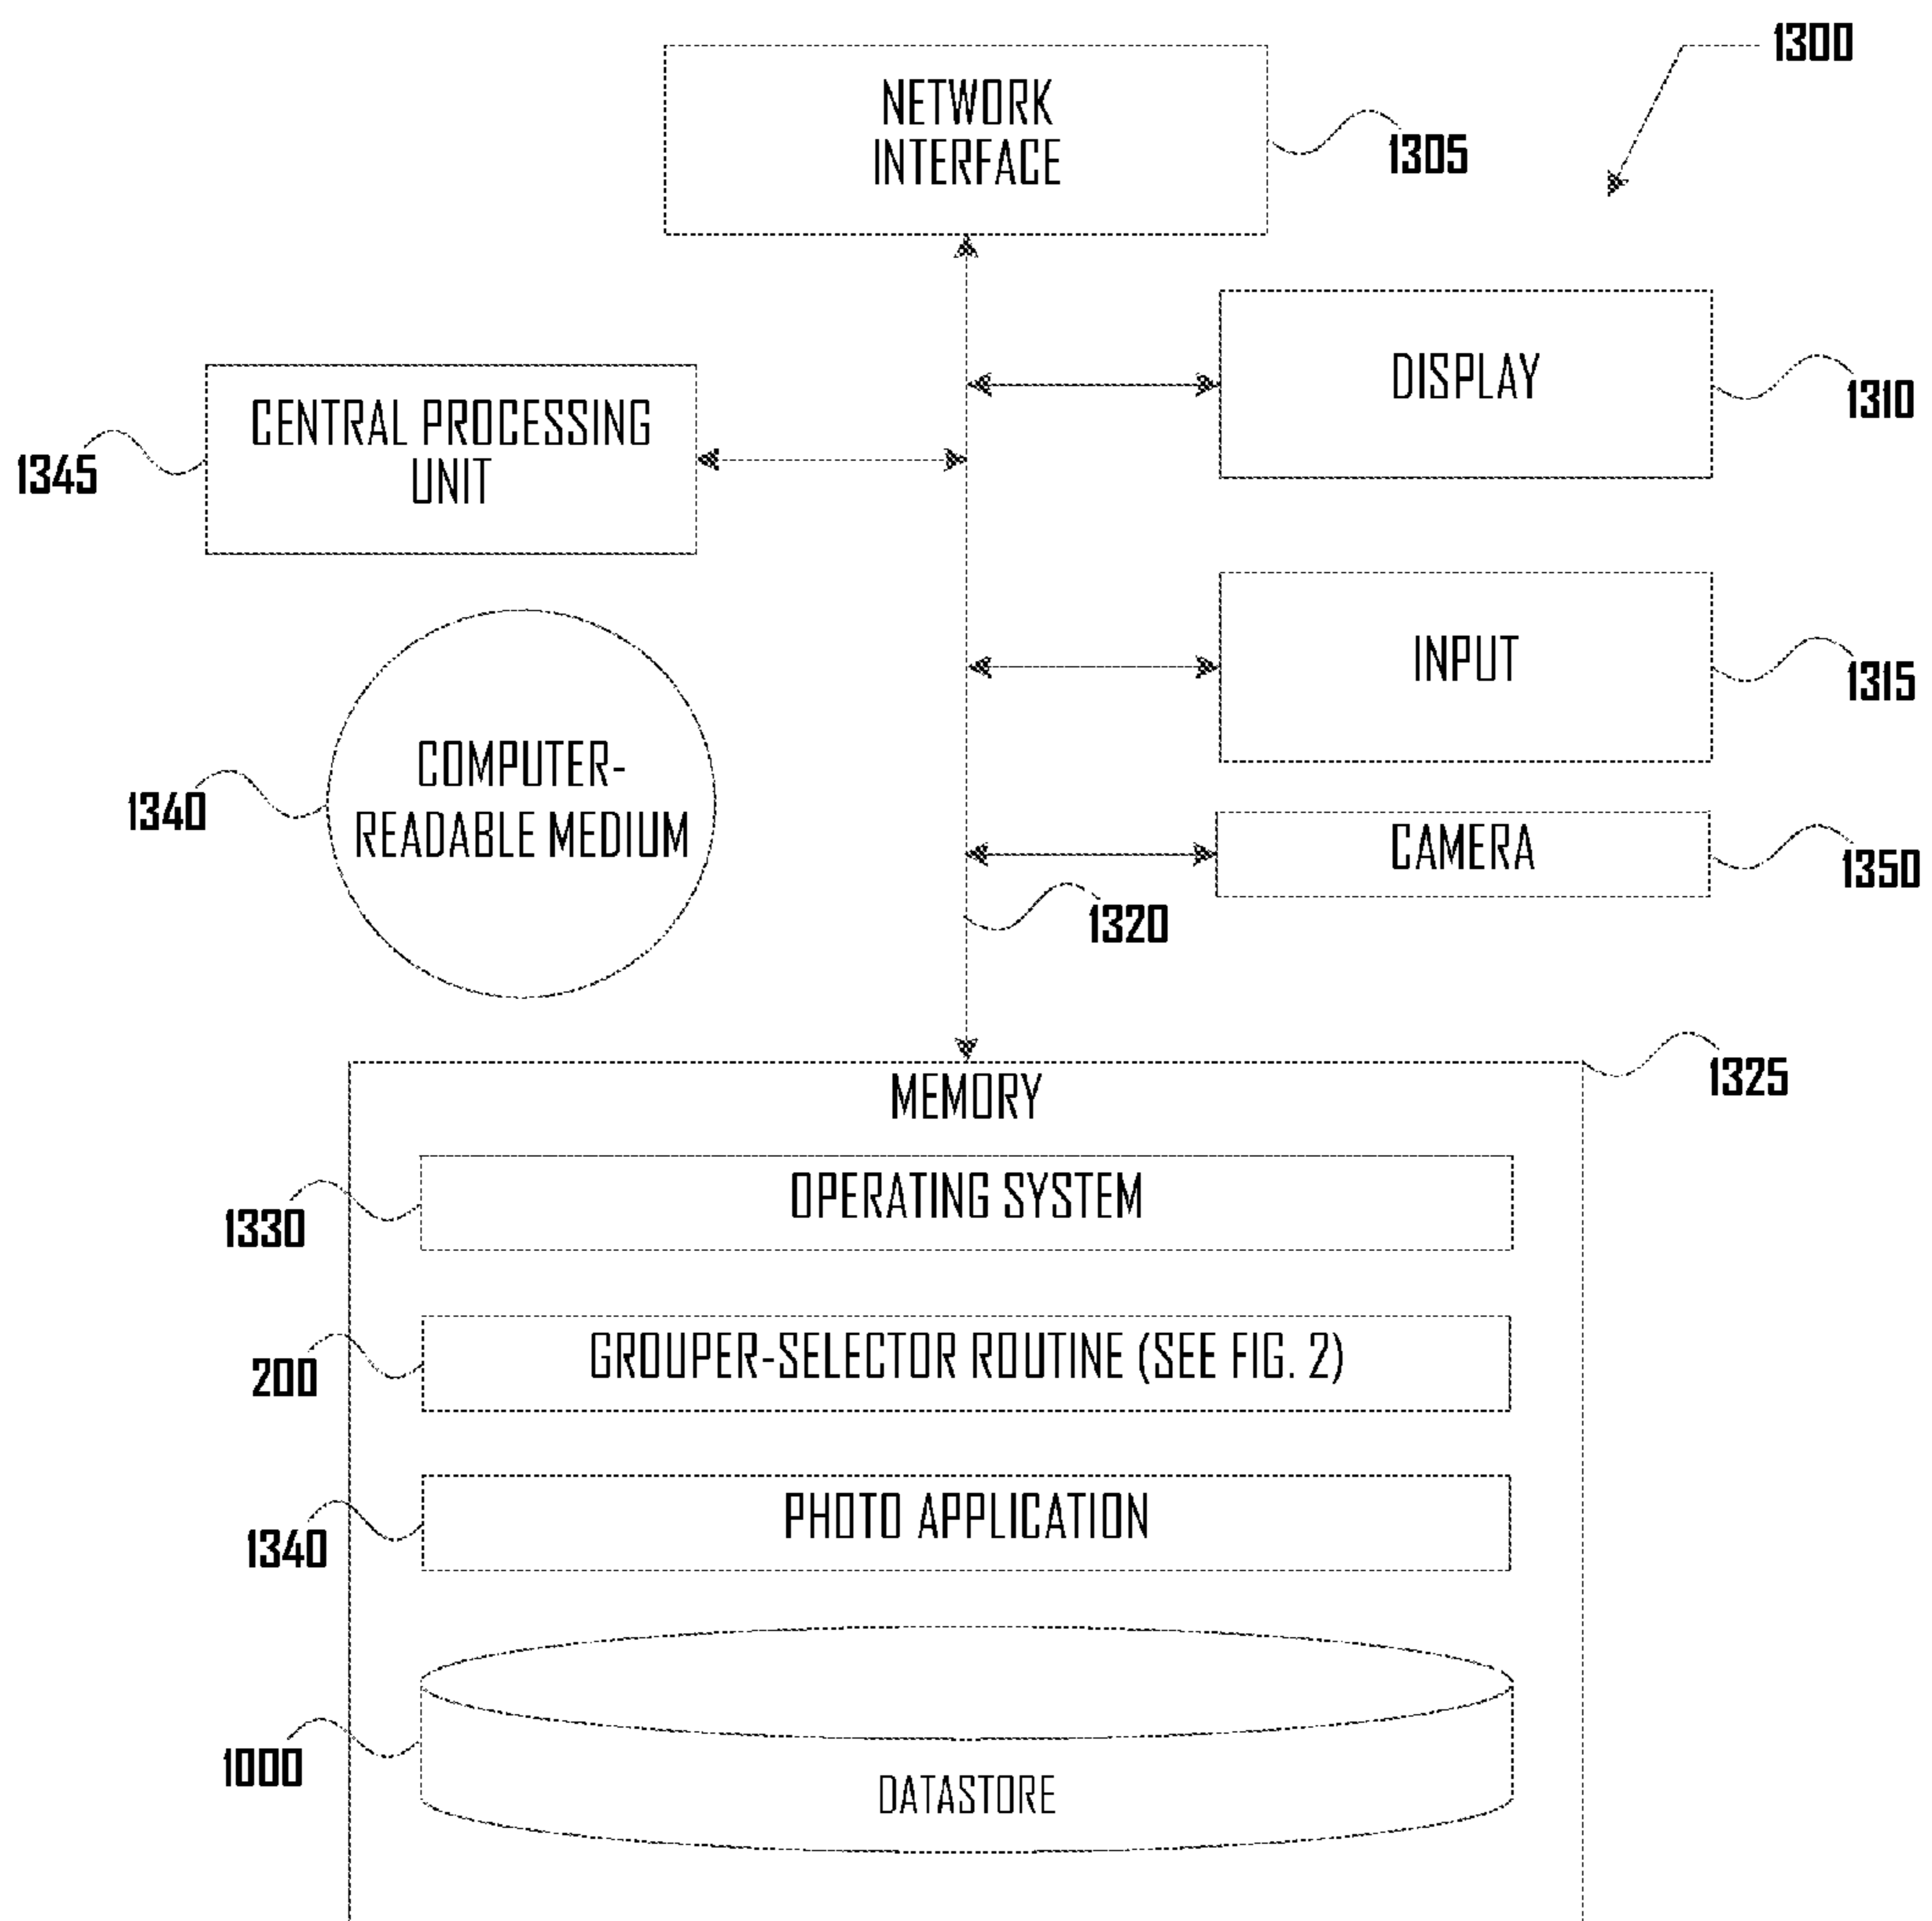 1300
NETWORK
INTERFACE
1305
DISPLAY
1310
CENTRAL PROCESSING
UNIT
1345
INPUT
1315
COMPUTER-
READABLE MEDIUM
1340
CAMERA
1350
1320
1325
MEMORY
OPERATING SYSTEM
1330
GROUPER-SELECTOR ROUTINE (SEE FIG. 2)
200
PHOTO APPLICATION
1340
1000
DATASTORE